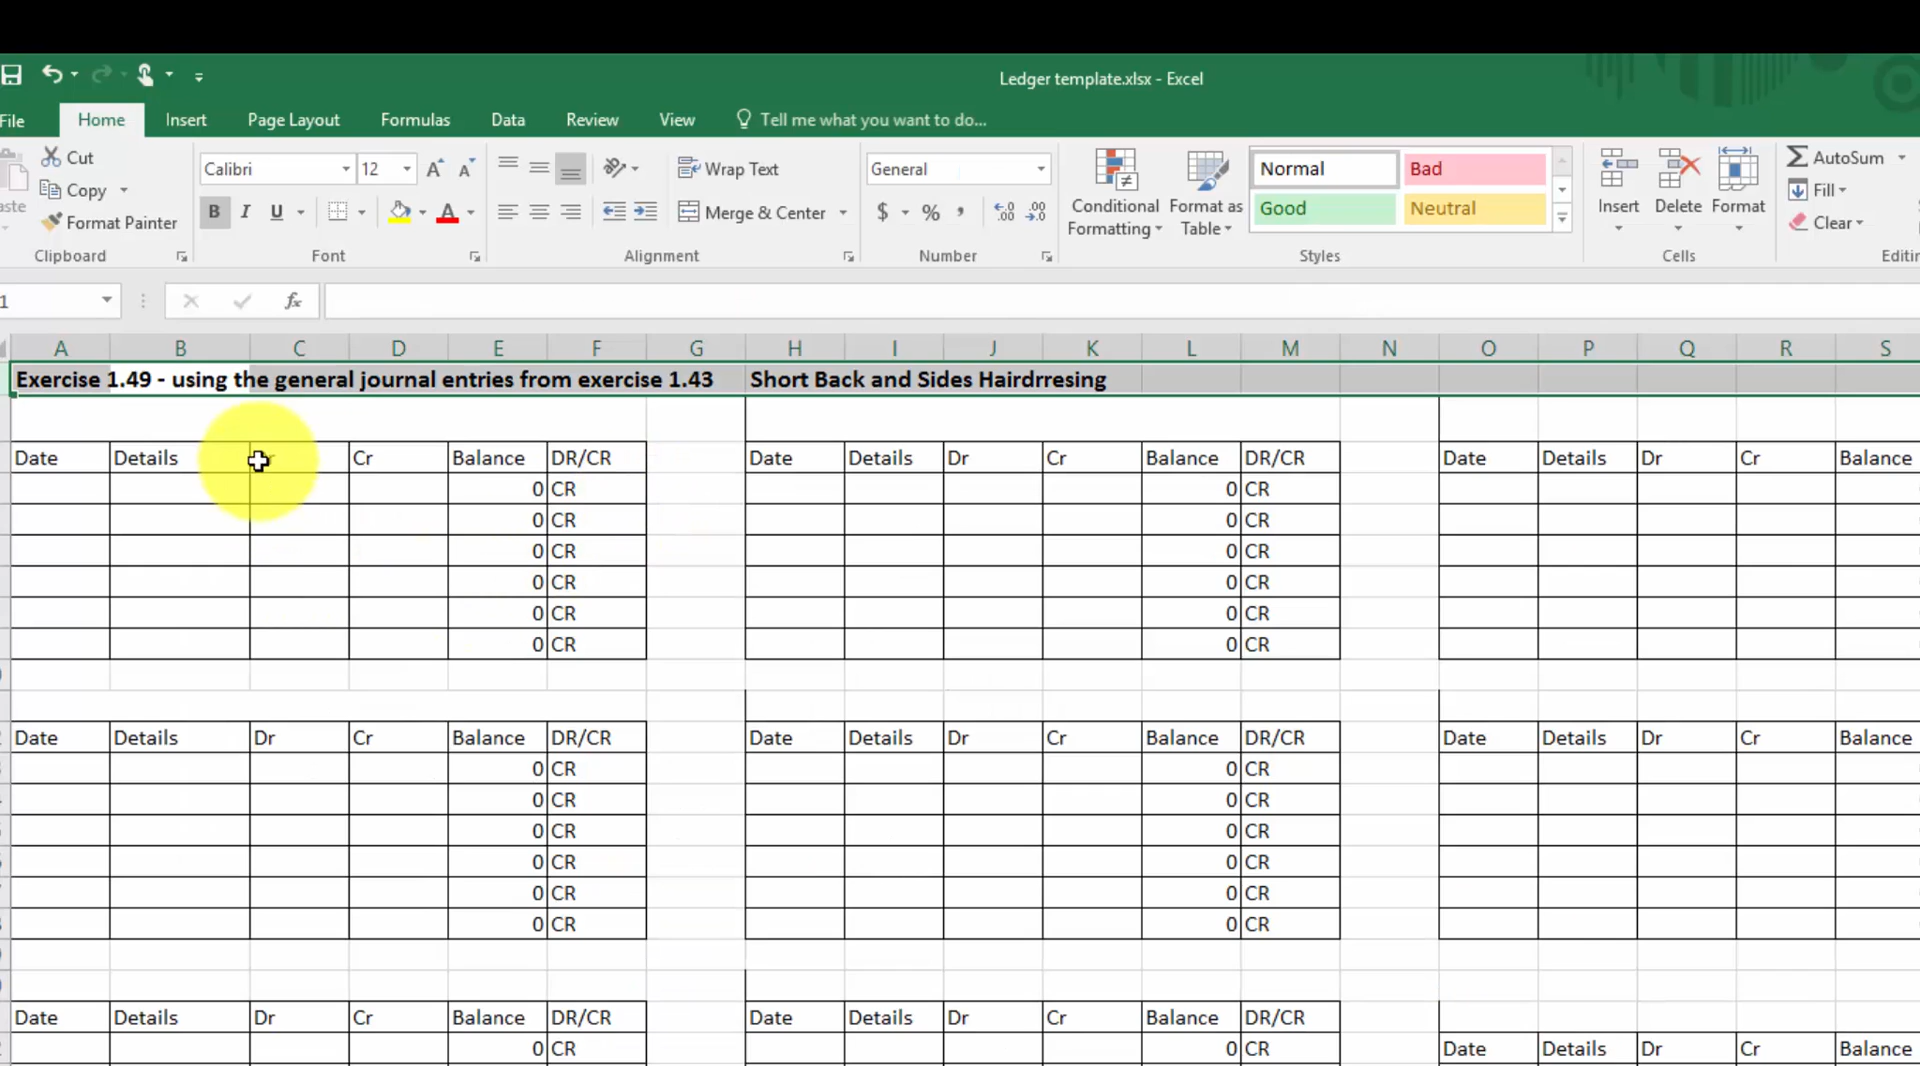 Ledger template.xlsx - Excel
File Home Insert Page Layout Formulas Data Review View Tell me what you want to do...
Cut
Copy
Format Painter
Clipboard
Calibri 12 A A
B I U A
Font
Wrap Text
Merge & Center
Alignment
General
$ % , .00 .00
Number
Conditional Formatting
Format as Table
Normal Bad
Good Neutral
Styles
Insert Delete Format
Cells
AutoSum
Fill
Clear
1 fx
A B C D E F G H I J K L M N O P Q R S
Exercise 1.49 - using the general journal entries from exercise 1.43 Short Back and Sides Hairdrresing
Date Details Cr Balance DR/CR Date Details Dr Cr Balance DR/CR Date Details Dr Cr Balance
0 CR 0 CR
0 CR 0 CR
0 CR 0 CR
0 CR 0 CR
0 CR 0 CR
0 CR 0 CR
Date Details Dr Cr Balance DR/CR Date Details Dr Cr Balance DR/CR Date Details Dr Cr Balance
0 CR 0 CR
0 CR 0 CR
0 CR 0 CR
0 CR 0 CR
0 CR 0 CR
0 CR 0 CR
Date Details Dr Cr Balance DR/CR Date Details Dr Cr Balance DR/CR
0 CR 0 CR Date Details Dr Cr Balance